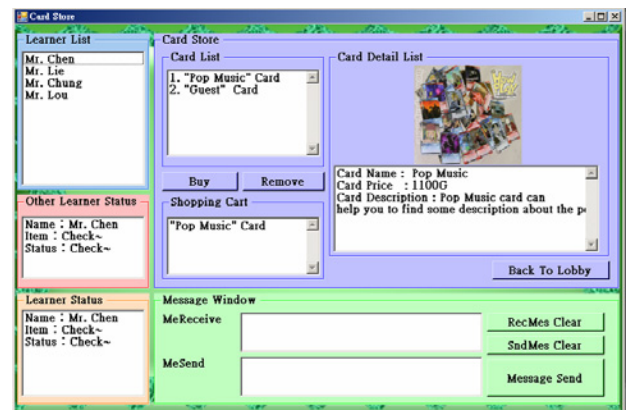 Card Store
Learner List
Mr. Chen
Mr. Lie
Mr. Chung
Mr. Lou
Other Learner Status
Name : Mr. Chen
Item : Check~
Status : Check~
Learner Status
Name : Mr. Chen
Item : Check~
Status : Check~
Card Store
Card List
1. "Pop Music" Card
2. "Guest" Card
Buy
Remove
Shopping Cart
"Pop Music" Card
Card Detail List
Card Name : Pop Music
Card Price : 1100G
Card Description : Pop Music card can
help you to find some description about the
Back To Lobby
Message Window
MeReceive
MeSend
RecMes Clear
SndMes Clear
Message Send